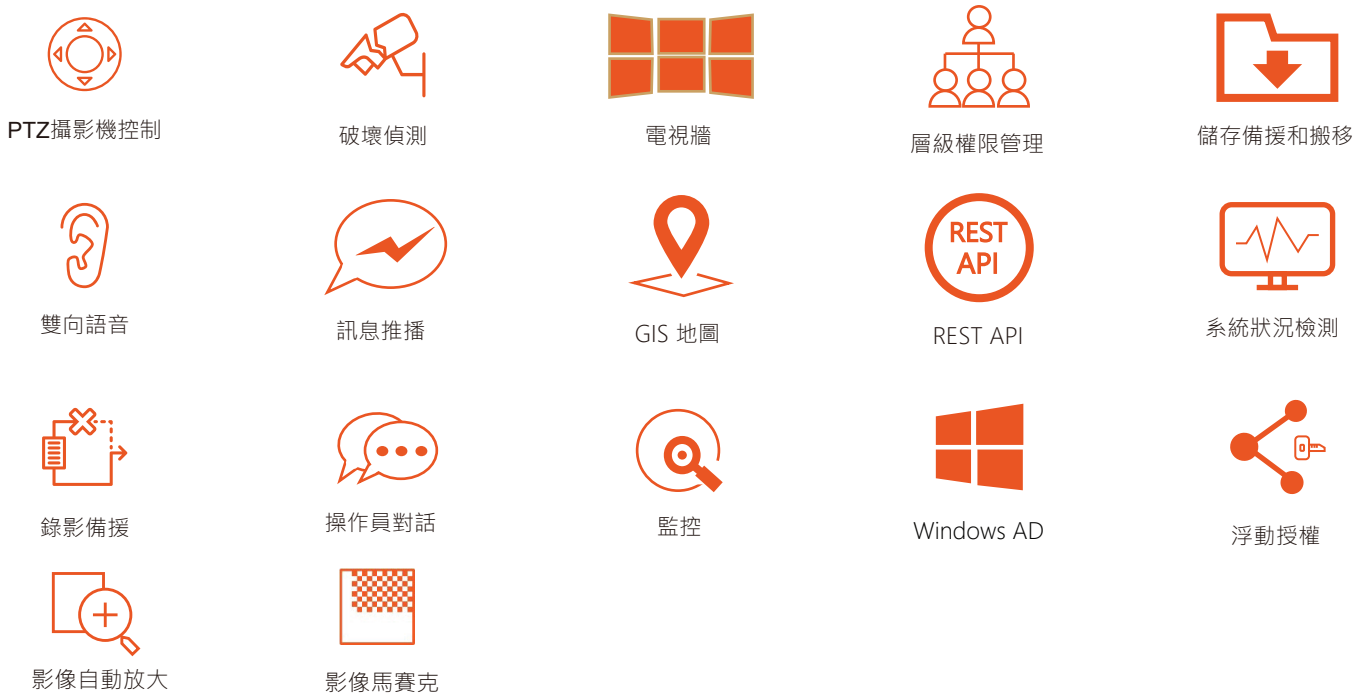 PTZ攝影機控制
破壞偵測
電視牆
層級權限管理
儲存備援和搬移
雙向語音
訊息推播
GIS 地圖
REST
API
REST API
系統狀況檢測
錄影備援
操作員對話
監控
Windows AD
浮動授權
影像自動放大
影像馬賽克